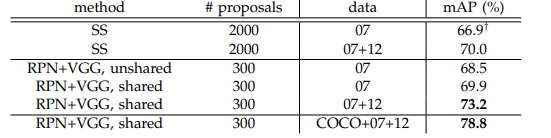 method # proposals data mAP (%)
SS 2000 07 66.9†
SS 2000 07+12 70.0
RPN+VGG, unshared 300 07 68.5
RPN+VGG, shared 300 07 69.9
RPN+VGG, shared 300 07+12 73.2
RPN+VGG, shared 300 COCO+07+12 78.8